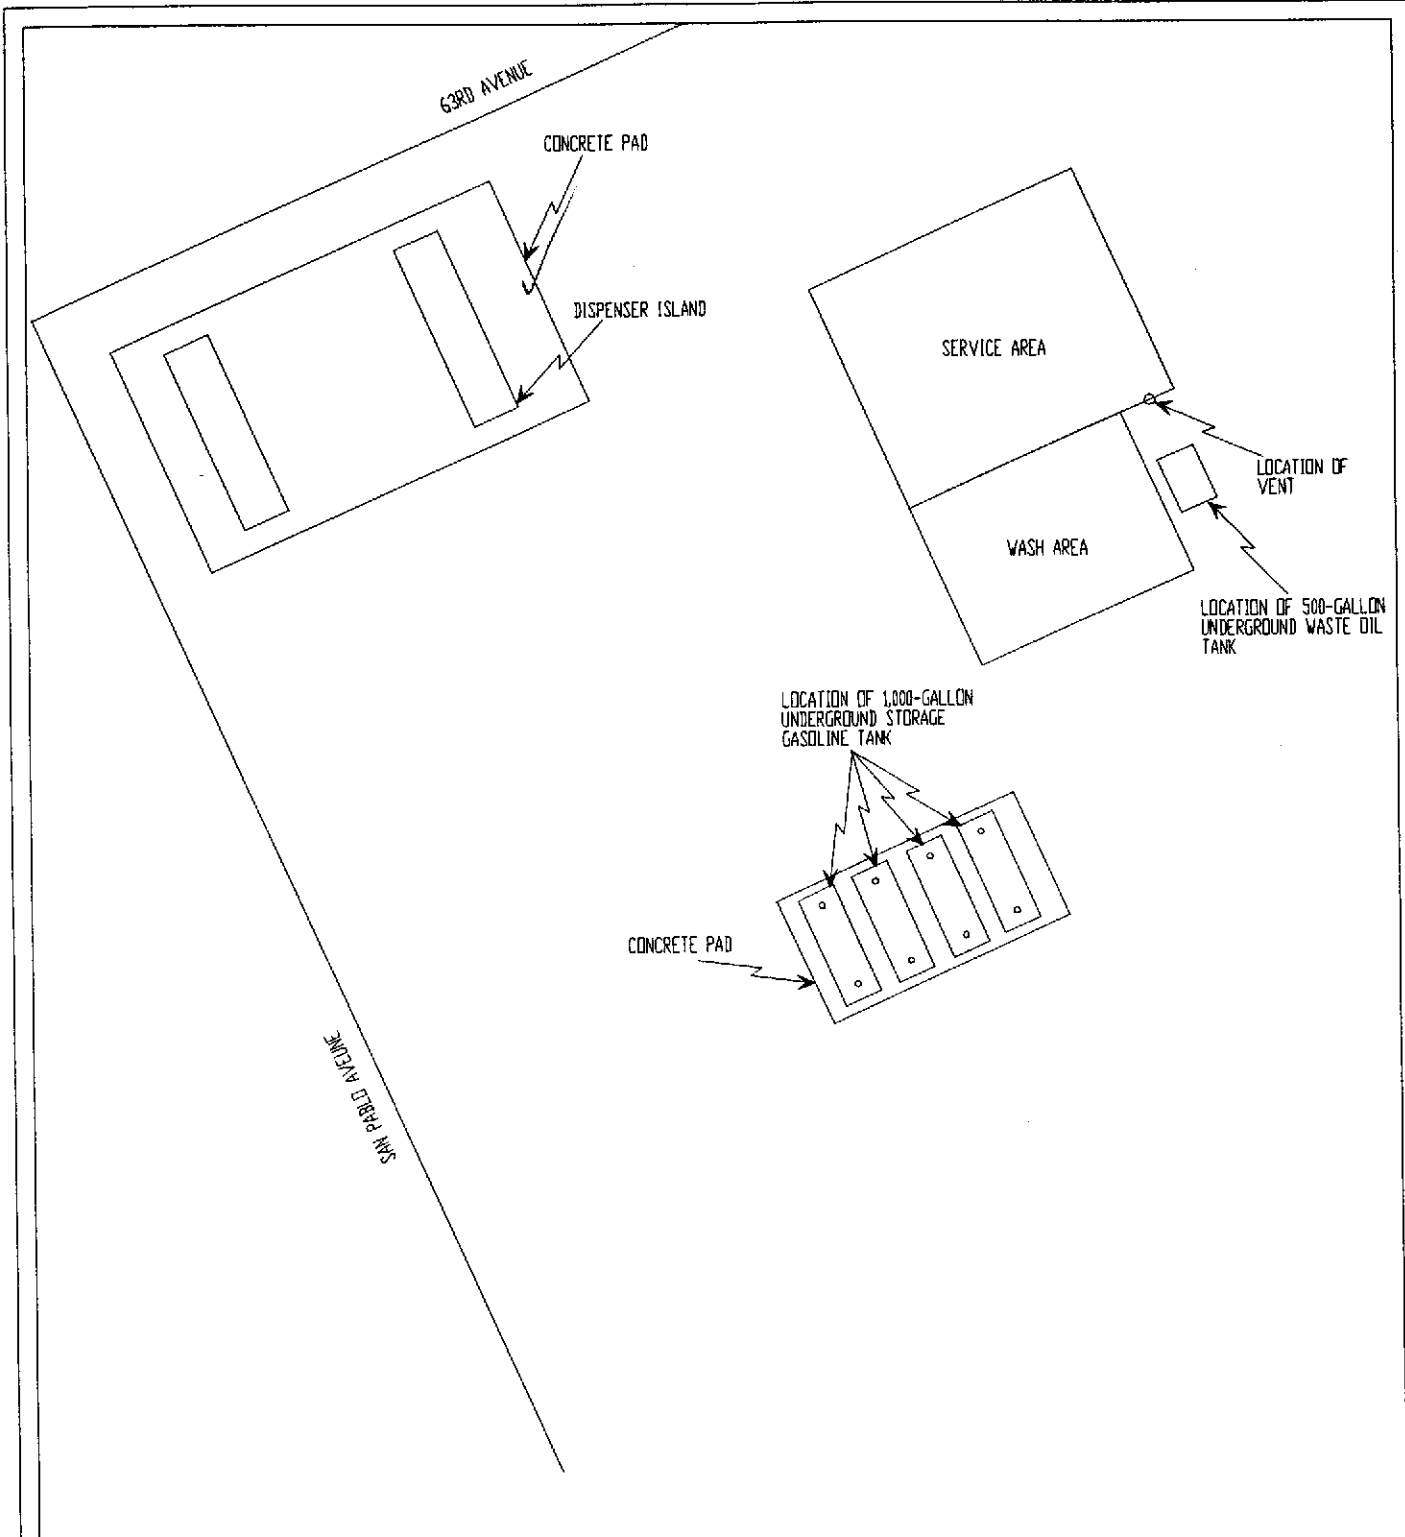 63RD AVENUE
CONCRETE PAD
DISPENSER ISLAND
SERVICE AREA
LOCATION OF
VENT
WASH AREA
LOCATION OF 500-GALLON
UNDERGROUND WASTE OIL
TANK
LOCATION OF 1,000-GALLON
UNDERGROUND STORAGE
GASOLINE TANK
CONCRETE PAD
SAN PABLO AVEUNE